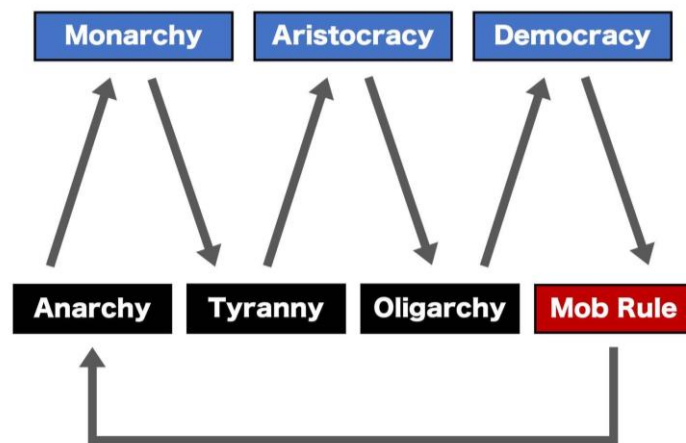 Monarchy
Aristocracy
Democracy
Anarchy
Tyranny
Oligarchy
Mob Rule